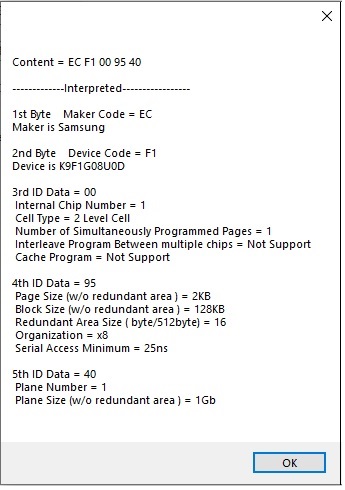 Content = EC F1 00 95 40
-------------Interpreted-----------------
1st Byte    Maker Code = EC
Maker is Samsung
2nd Byte    Device Code = F1
Device is K9F1G08U0D
3rd ID Data = 00
Internal Chip Number = 1
Cell Type = 2 Level Cell
Number of Simultaneously Programmed Pages = 1
Interleave Program Between multiple chips = Not Support
Cache Program = Not Support
4th ID Data = 95
Page Size (w/o redundant area ) = 2KB
Block Size (w/o redundant area ) = 128KB
Redundant Area Size ( byte/512byte) = 16
Organization = x8
Serial Access Minimum = 25ns
5th ID Data = 40
Plane Number = 1
Plane Size (w/o redundant area ) = 1Gb
OK